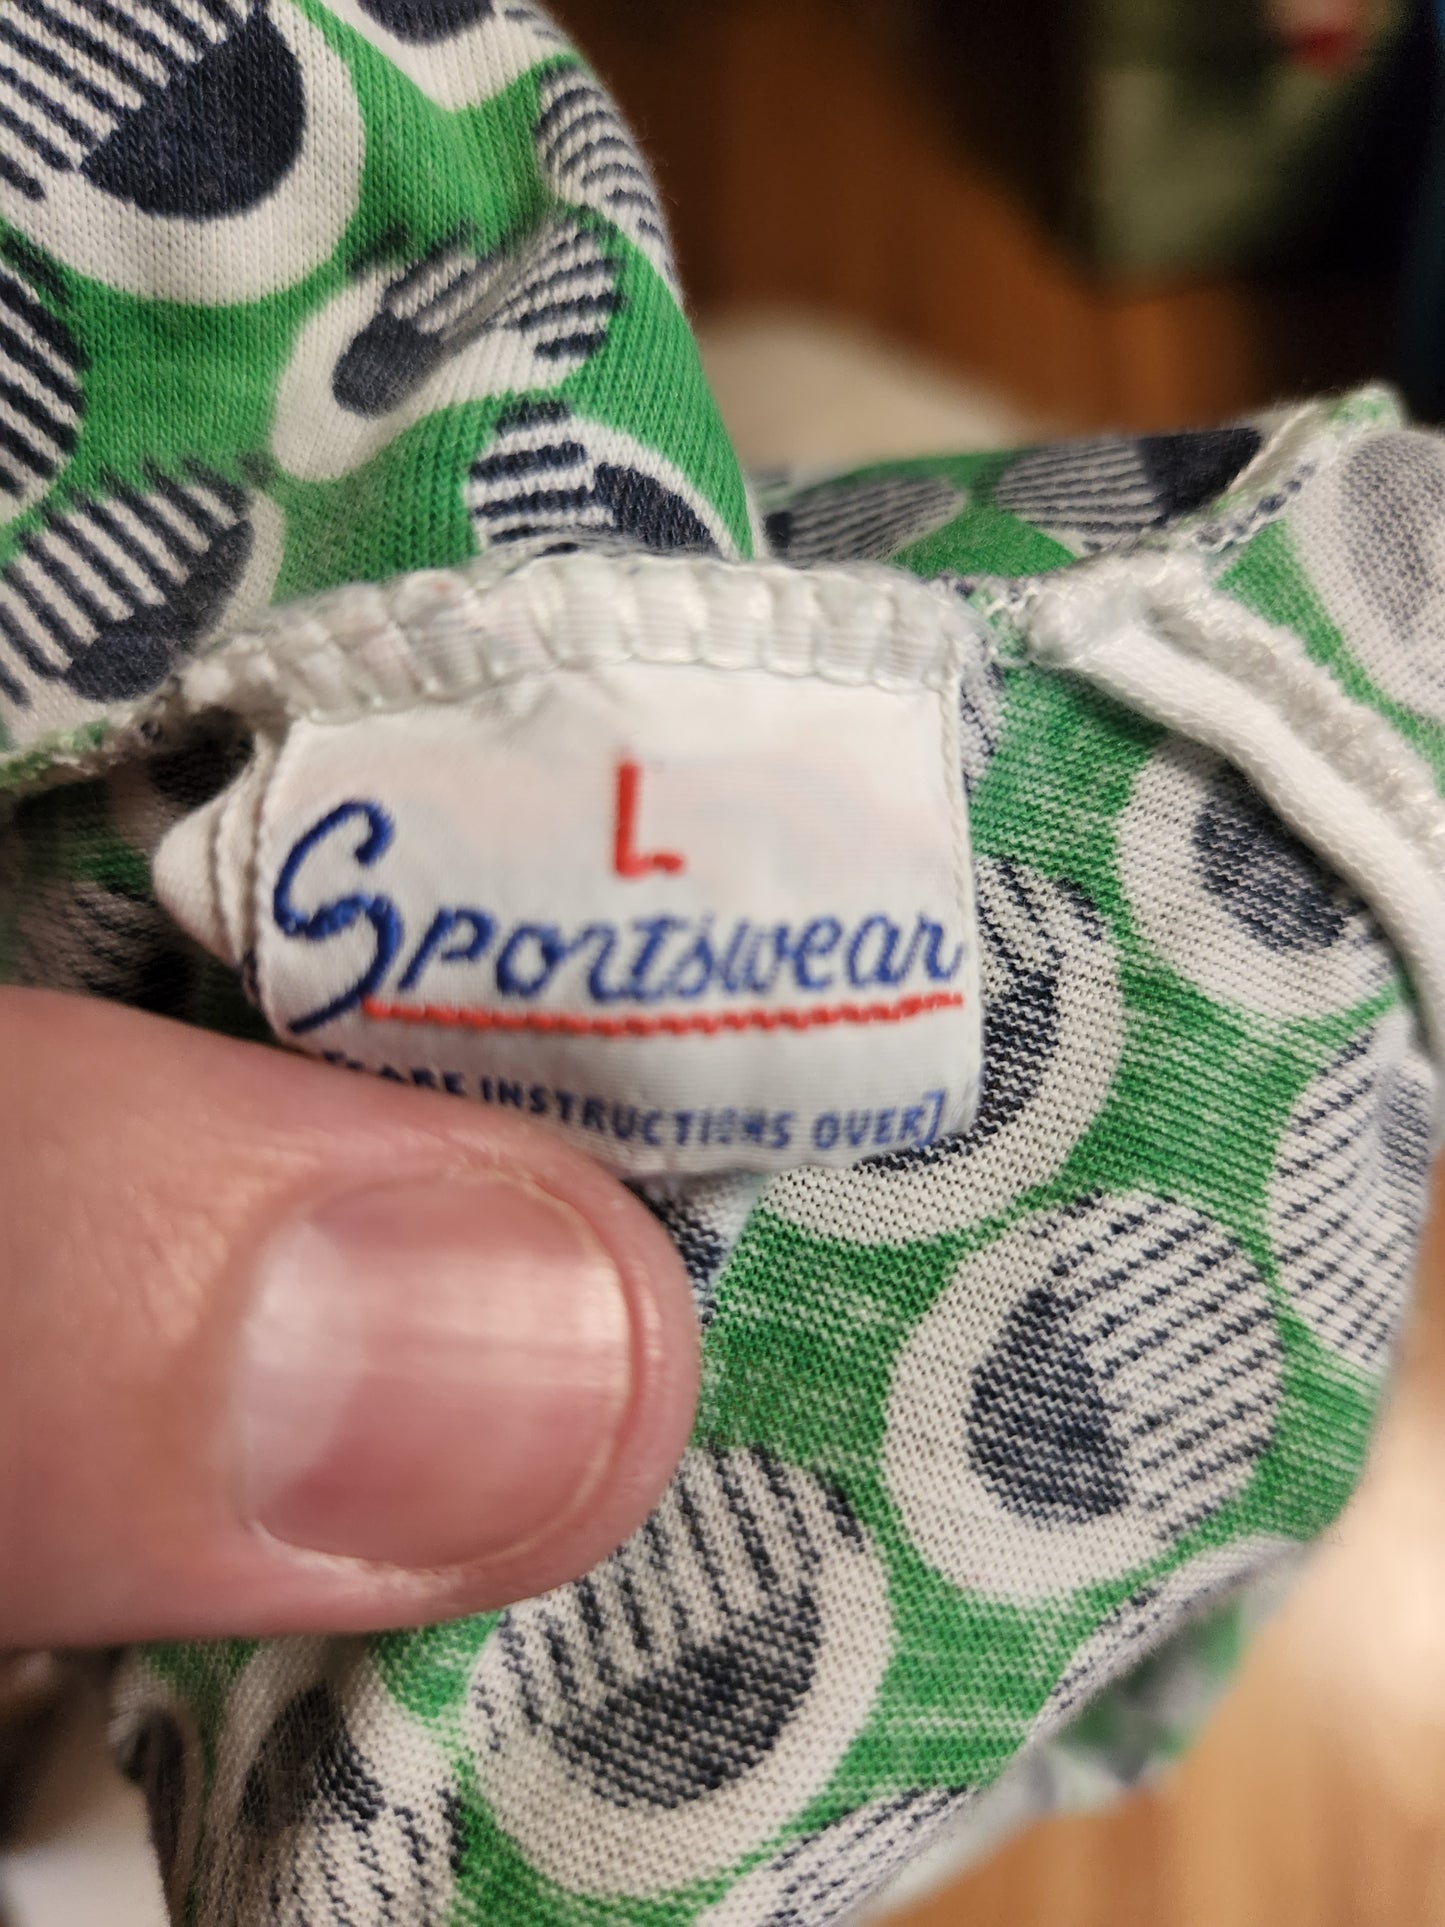 L
Sportswear
[CARE INSTRUCTIONS OVER]